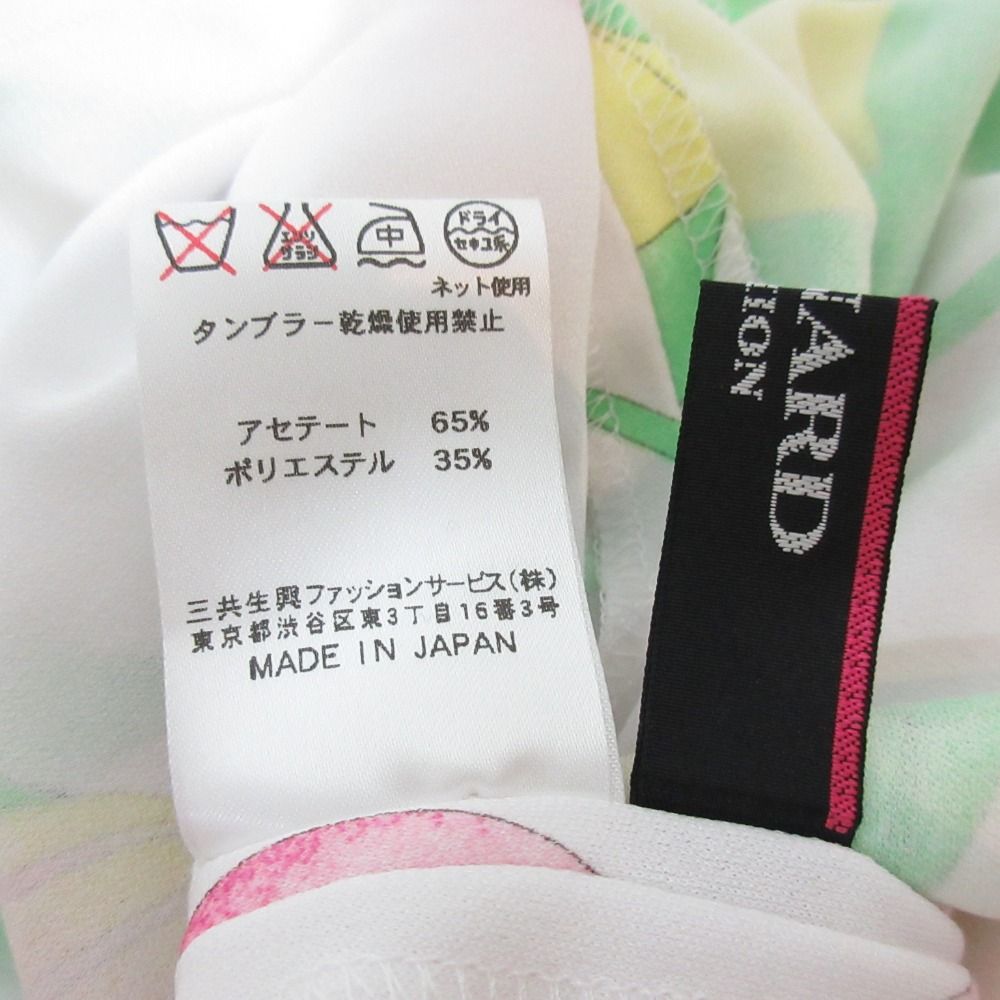 エンソ
サラシ
中
ドライ
セキユ系
ネット使用
タンブラー乾燥使用禁止
アセテート 65%
ポリエステル 35%
三共生興ファッションサービス(株)
東京都渋谷区東3丁目16番3号
MADE IN JAPAN